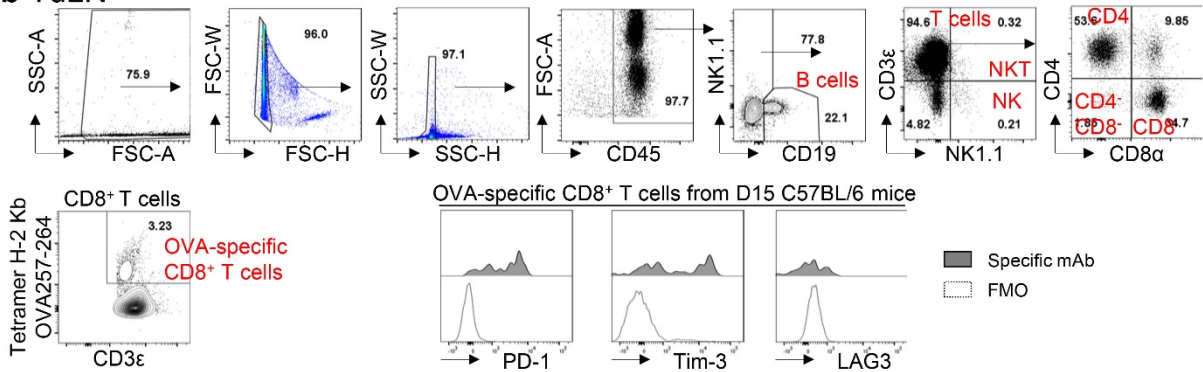 SSC-A
75.9
FSC-A
FSC-W
96.0
FSC-H
SSC-W
97.1
SSC-H
FSC-A
97.7
CD45
NK1.1
77.8
B cells
22.1
CD19
CD3ε
94.6
T cells
0.32
NKT
NK
4.82
0.21
NK1.1
CD4
53.6
CD4
9.85
CD4-
CD8-
CD8
CD8α
CD8+ T cells
Tetramer H-2 Kb
OVA257-264
3.23
OVA-specific
CD8+ T cells
CD3ε
OVA-specific CD8+ T cells from D15 C57BL/6 mice
PD-1
Tim-3
LAG3
Specific mAb
FMO